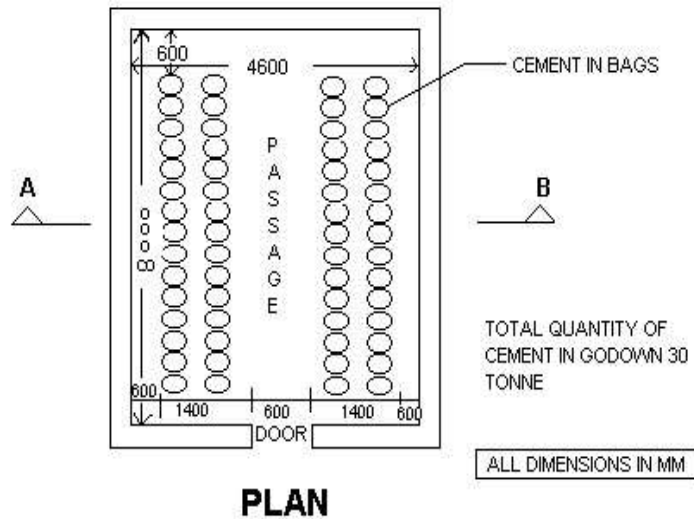 600
4600
CEMENT IN BAGS
PASSAGE
A
B
8000
TOTAL QUANTITY OF
CEMENT IN GODOWN 30
TONNE
600
1400
600
1400
600
DOOR
ALL DIMENSIONS IN MM
PLAN